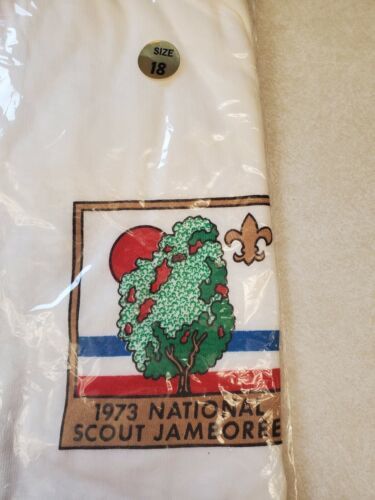 SIZE
18
1973 NATIONAL
SCOUT JAMBOREE